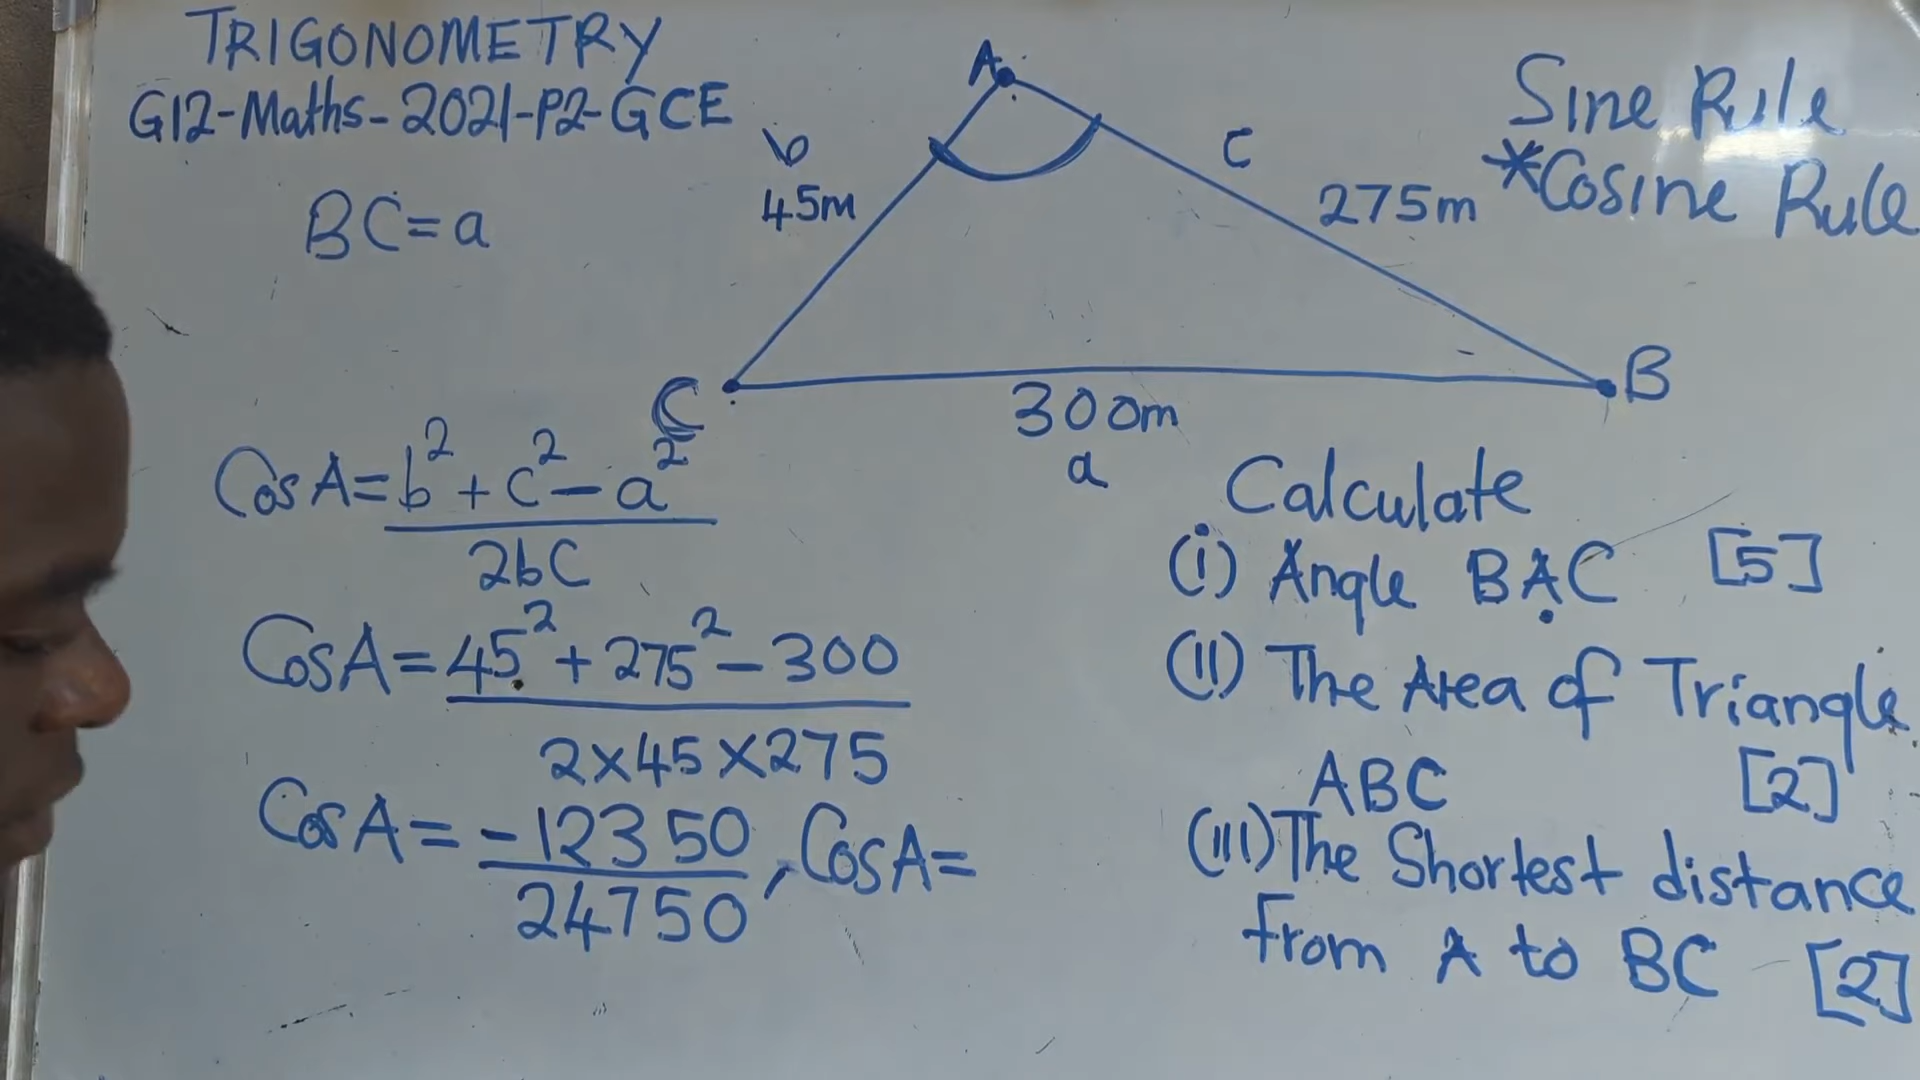 TRIGONOMETRY
G12-Maths-2021-P2-GCE
BC=a
A
b
45m
c
275m
Sine Rule
*Cosine Rule
C
B
300m
a
CosA=b²+c²-a²
2bC
CosA=45²+275²-300
2×45×275
CosA=-12350, CosA=
24750
Calculate
(i) Angle BAC [5]
(II) The Area of Triangle
ABC [2]
(III) The Shortest distance
from A to BC [2]